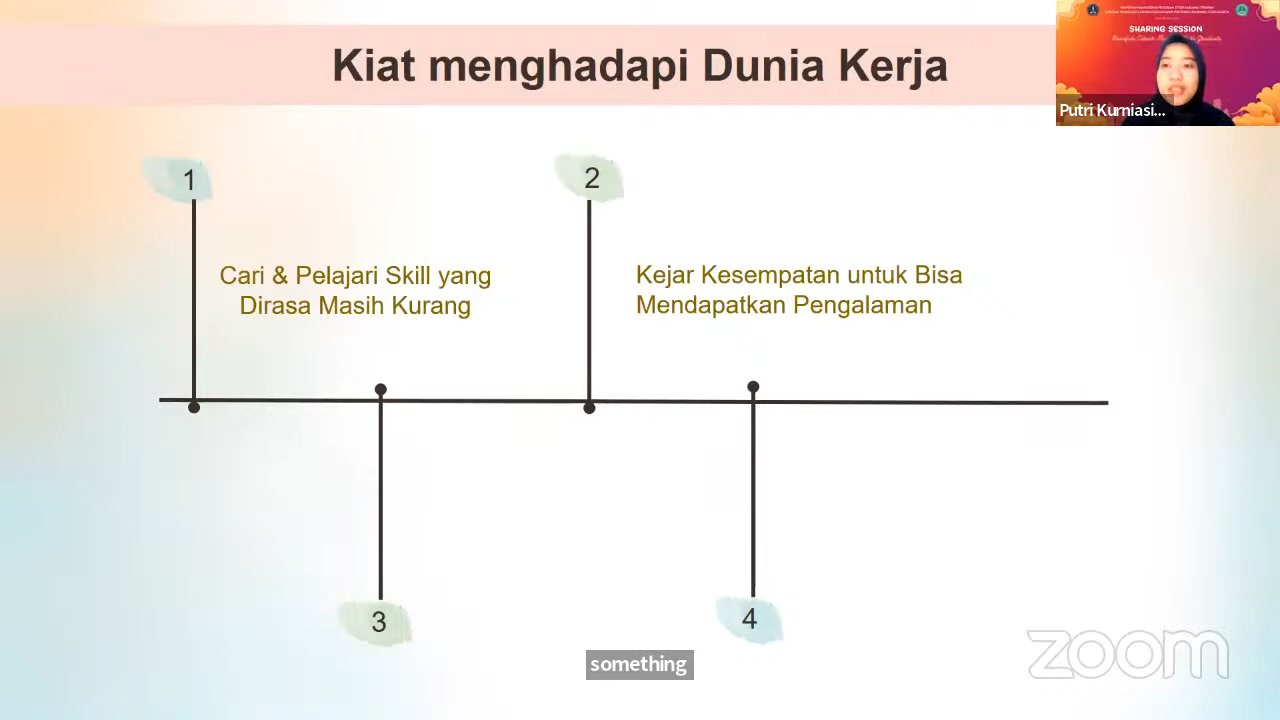 Kiat menghadapi Dunia Kerja
SHARING SESSION
Putri Kurniasi...
1
2
Cari & Pelajari Skill yang
Dirasa Masih Kurang
Kejar Kesempatan untuk Bisa
Mendapatkan Pengalaman
3
4
something
zoom